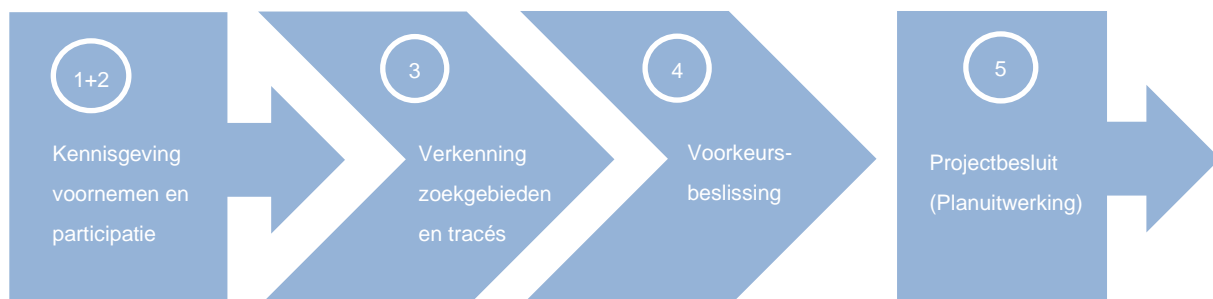 1+2
Kennisgeving
voornemen en
participatie
3
Verkenning
zoekgebieden
en tracés
4
Voorkeurs-
beslissing
5
Projectbesluit
(Planuitwerking)